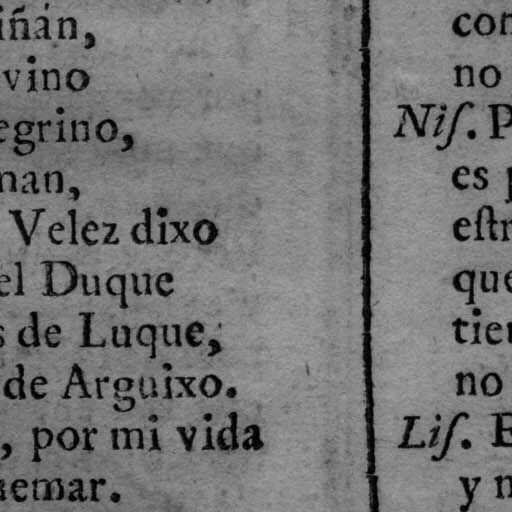 iñan,
vino
egrino,
nan,
Velez dixo
el Duque
s de Luque,
de Arguixo.
, por mi vida
uemar.
con
no
Niſ. P
es p
eſtr
que
tien
no
Liſ. E
y n